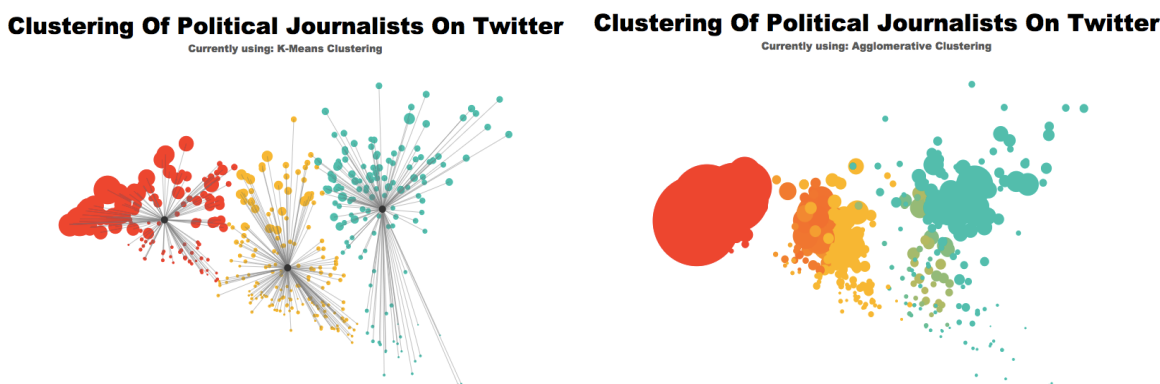 Clustering Of Political Journalists On Twitter
Currently using: K-Means Clustering
Clustering Of Political Journalists On Twitter
Currently using: Agglomerative Clustering